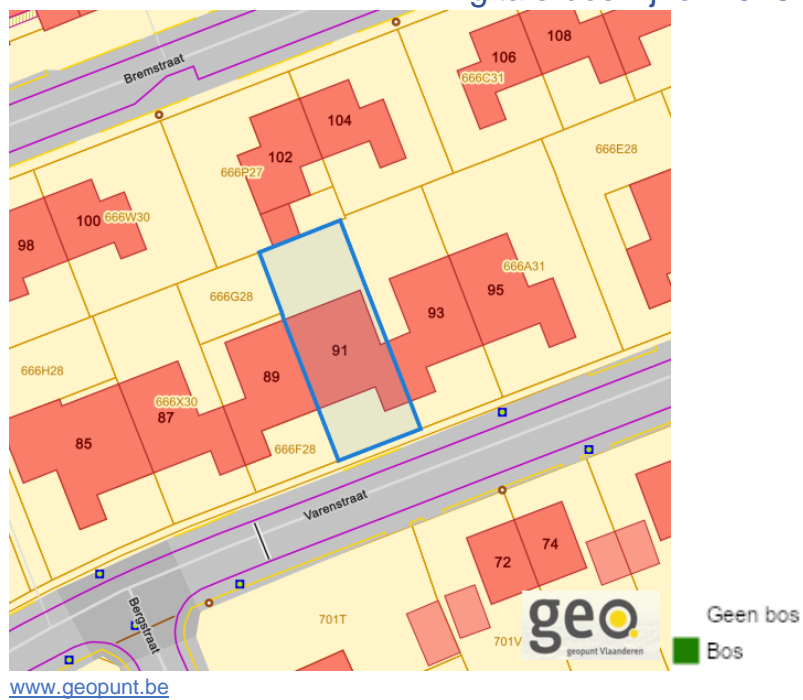 Bremstraat
106
108
666C31
104
102
666P27
666E28
100
666W30
98
666A31
95
666G28
93
91
89
666H28
666X30
87
85
666F28
Varenstraat
72
74
Bergstraat
701T
701V
geo.
geopunt Vlaanderen
Geen bos
Bos
www.geopunt.be